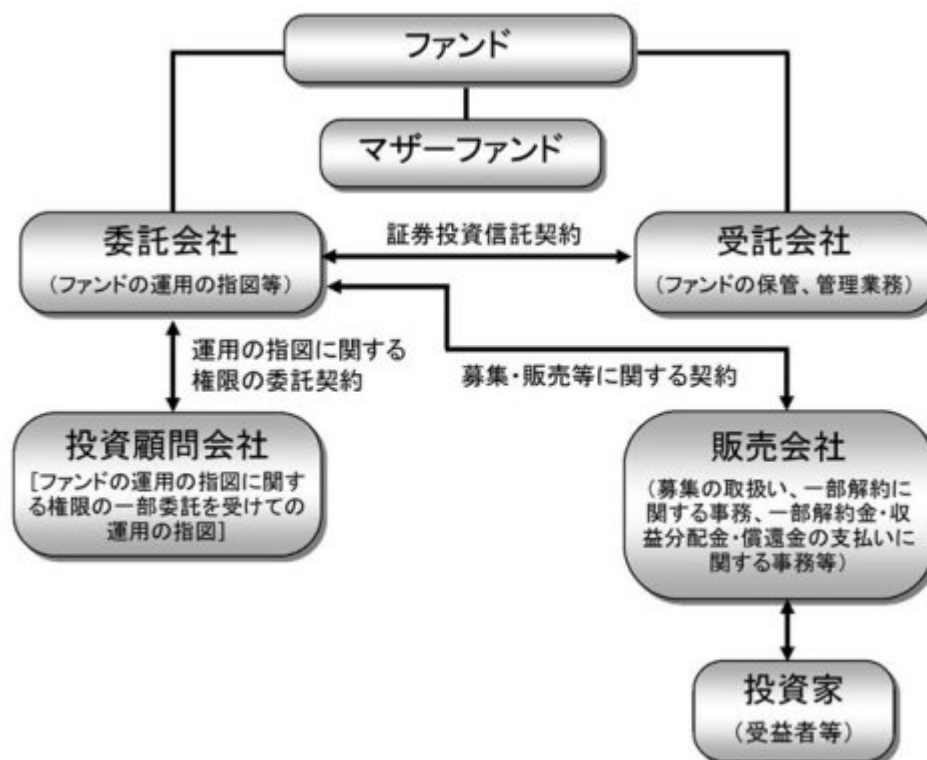 ファンド
マザーファンド
委託会社
（ファンドの運用の指図等）
証券投資信託契約
受託会社
（ファンドの保管、管理業務）
運用の指図に関する
権限の委託契約
募集・販売等に関する契約
投資顧問会社
［ファンドの運用の指図に関す
る権限の一部委託を受けての
運用の指図］
販売会社
（募集の取扱い、一部解約に
関する事務、一部解約金・収
益分配金・償還金の支払いに
関する事務等）
投資家
（受益者等）